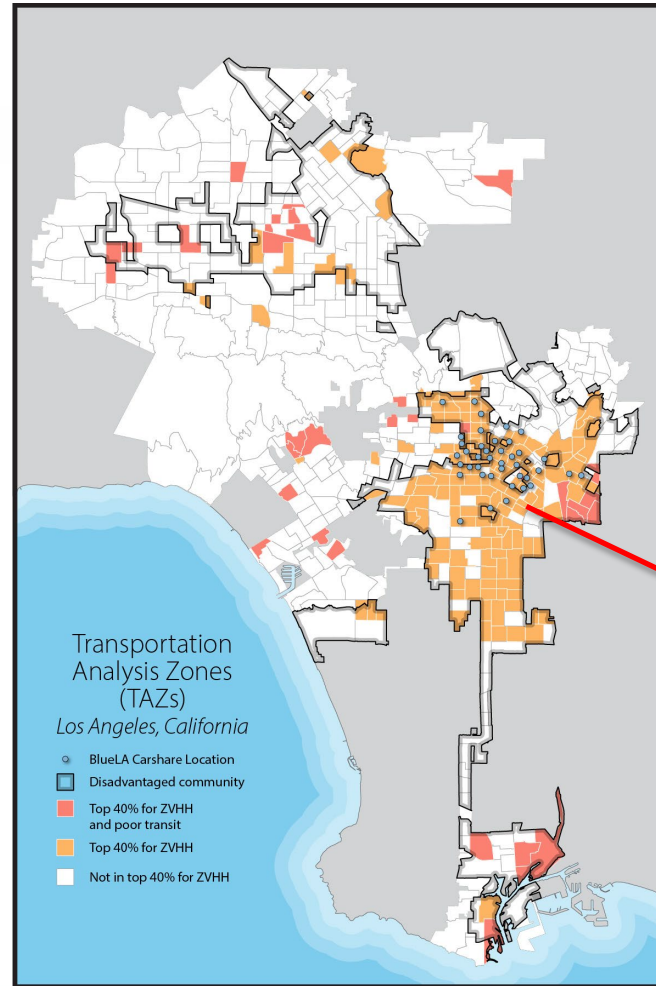 Transportation
Analysis Zones
(TAZs)
Los Angeles, California
BlueLA Carshare Location
Disadvantaged community
Top 40% for ZVHH
and poor transit
Top 40% for ZVHH
Not in top 40% for ZVHH